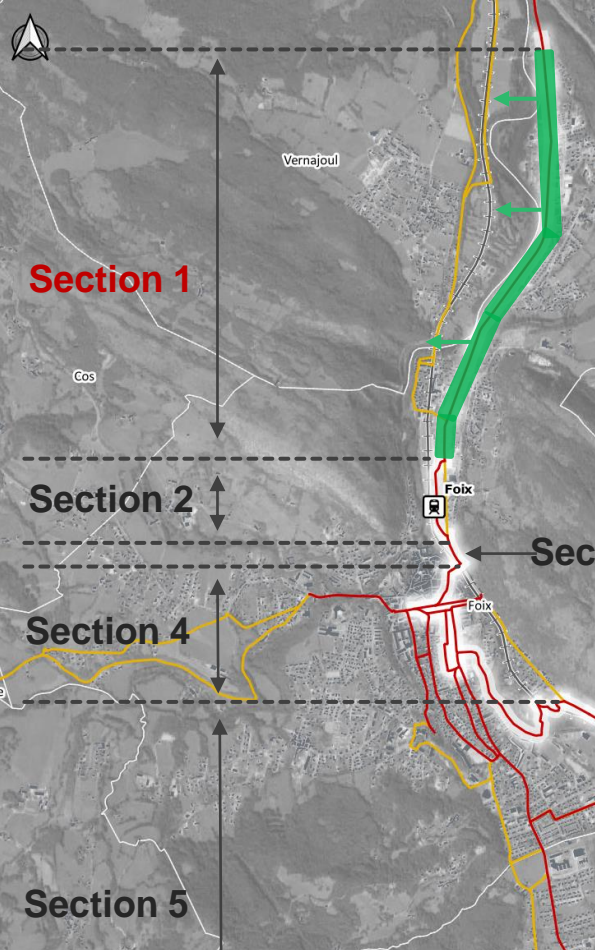 Vernajoul
Section 1
Cos
Section 2
Foix
Sec
Foix
Section 4
e
Section 5